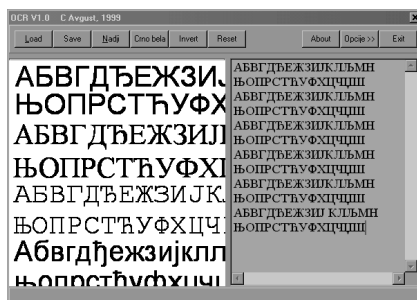 OCR V1.0 C Avgust, 1999
Load Save Nadji Crno bela Invert Reset About Opcije >> Exit
АБВГДЂЕЖЗИЈ
ЊОПРСТЋУФХ
АБВГДЂЕЖЗИЈ
ЊОПРСТЋУФХ
АБВГДЂЕЖЗИЈК
ЊОПРСТЋУФХЦЧ
Абвгдђежзијкл
њопрстћуфхцч
АБВГДЂЕЖЗИЈКЛЉМН
ЊОПРСТЋУФХЦЧЏШ
АБВГДЂЕЖЗИЈКЛЉМН
ЊОПРСТЋУФХЦЧЏШ
АБВГДЂЕЖЗИЈКЛЉМН
ЊОПРСТЋУФХЦЧЏШ
АБВГДЂЕЖЗИЈКЛЉМН
ЊОПРСТЋУФХЦЧЏШ
АБВГДЂЕЖЗИЈКЛЉМН
ЊОПРСТЋУФХЦЧЏШ
АБВГДЂЕЖЗИЈ КЛЉМН
ЊОПРСТЋУФХЦЧЏШ